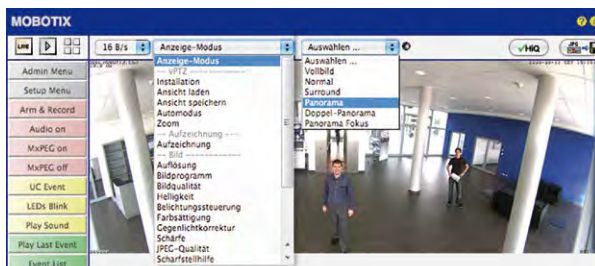 MOBOTIX
LIVE
16 B/s
Anzeige-Modus
Auswählen ...
HiQ
Admin Menu
Setup Menu
Arm & Record
Audio on
MxPEG on
MxPEG off
UC Event
LEDs Blink
Play Sound
Play Last Event
Event List
Anzeige-Modus
-- VPTZ --
Installation
Ansicht laden
Ansicht speichern
Automodus
Zoom
-- Aufzeichnung --
Aufzeichnung
-- Bild --
Auflösung
Bildprogramm
Bildqualität
Helligkeit
Belichtungssteuerung
Farbsättigung
Gegenlichtkorrektur
Schärfe
JPEG-Qualität
Scharfstellhilfe
Auswählen ...
Vollbild
Normal
Surround
Panorama
Doppel-Panorama
Panorama Fokus